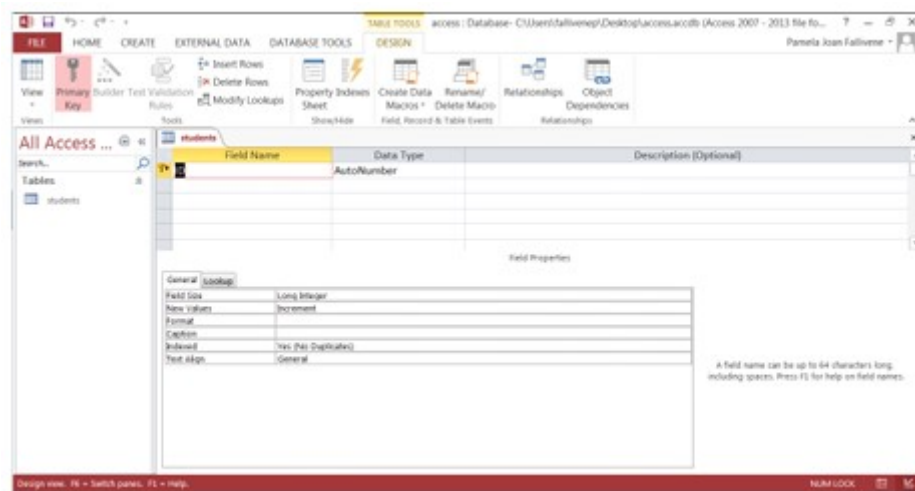 TABLE TOOLS access : Database- C:\Users\fallivenep\Desktop\access.accdb (Access 2007 - 2013 file fo... ?
FILE HOME CREATE EXTERNAL DATA DATABASE TOOLS DESIGN Pamela Joan Fallivene
View Primary Key Builder Test Validation Rules Insert Rows Delete Rows Modify Lookups Property Sheet Indexes Create Data Macros Rename/ Delete Macro Relationships Object Dependencies
Views Tools Show/Hide Field, Record & Table Events Relationships
All Access ... students
Search...
Tables
students
Field Name Data Type Description (Optional)
ID AutoNumber
Field Properties
General Lookup
Field Size Long Integer
New Values Increment
Format
Caption
Indexed Yes (No Duplicates)
Text Align General
A field name can be up to 64 characters long,
including spaces. Press F1 for help on field names.
Design view. F6 = Switch panes. F1 = Help. NUM LOCK